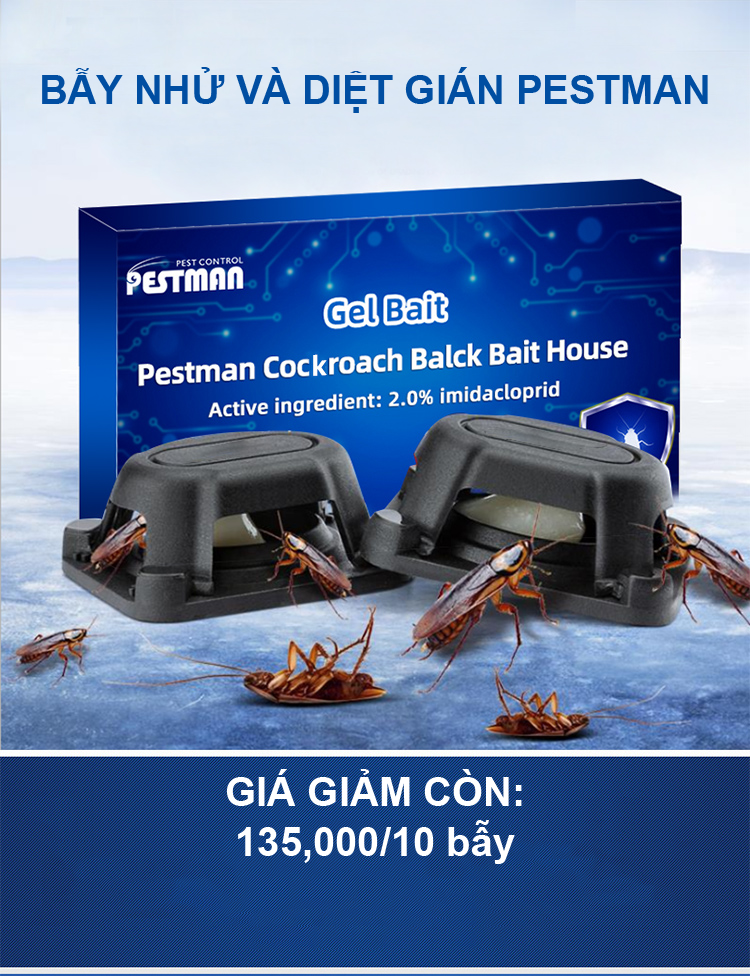 BẪY NHỬ VÀ DIỆT GIÁN PESTMAN
PEST CONTROL
PESTMAN
Gel Bait
Pestman Cockroach Balck Bait House
Active ingredient: 2.0% imidacloprid
GIÁ GIẢM CÒN:
135,000/10 bẫy